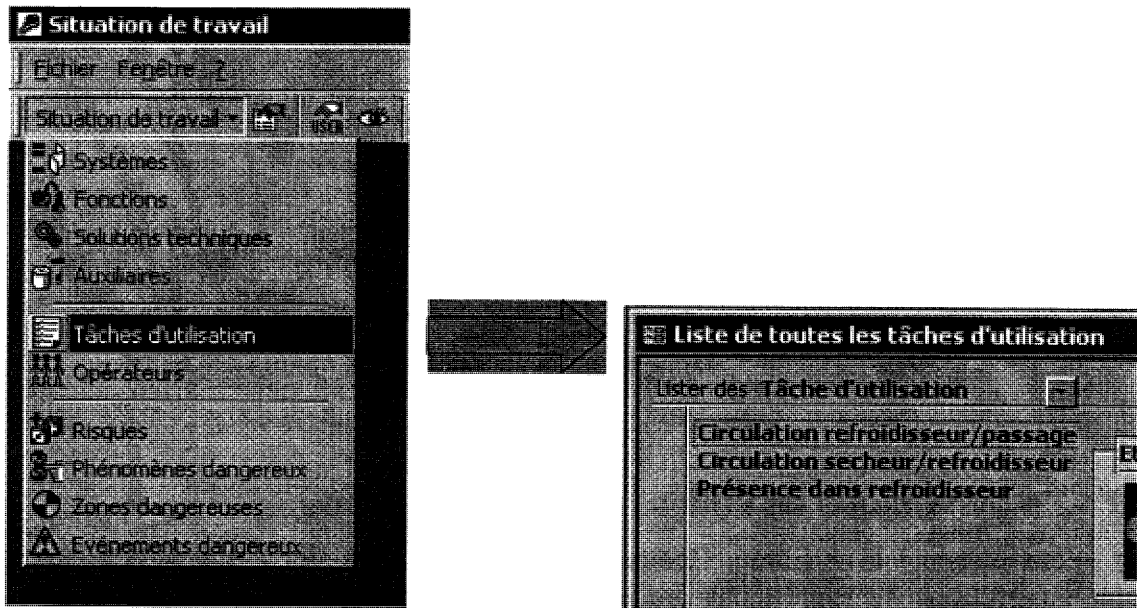 Situation de travail
Fichier Fenêtre ?
Situation de travail
Systèmes
Fonctions
Solutions techniques
Auxiliaires
Tâches d'utilisation
Opérateurs
Risques
Phénomènes dangereux
Zones dangereuses
Evénements dangereux
Liste de toutes les tâches d'utilisation
Lister des Tâche d'utilisation
Circulation refroidisseur/passage
Circulation secheur/refroidisseur
Présence dans refroidisseur